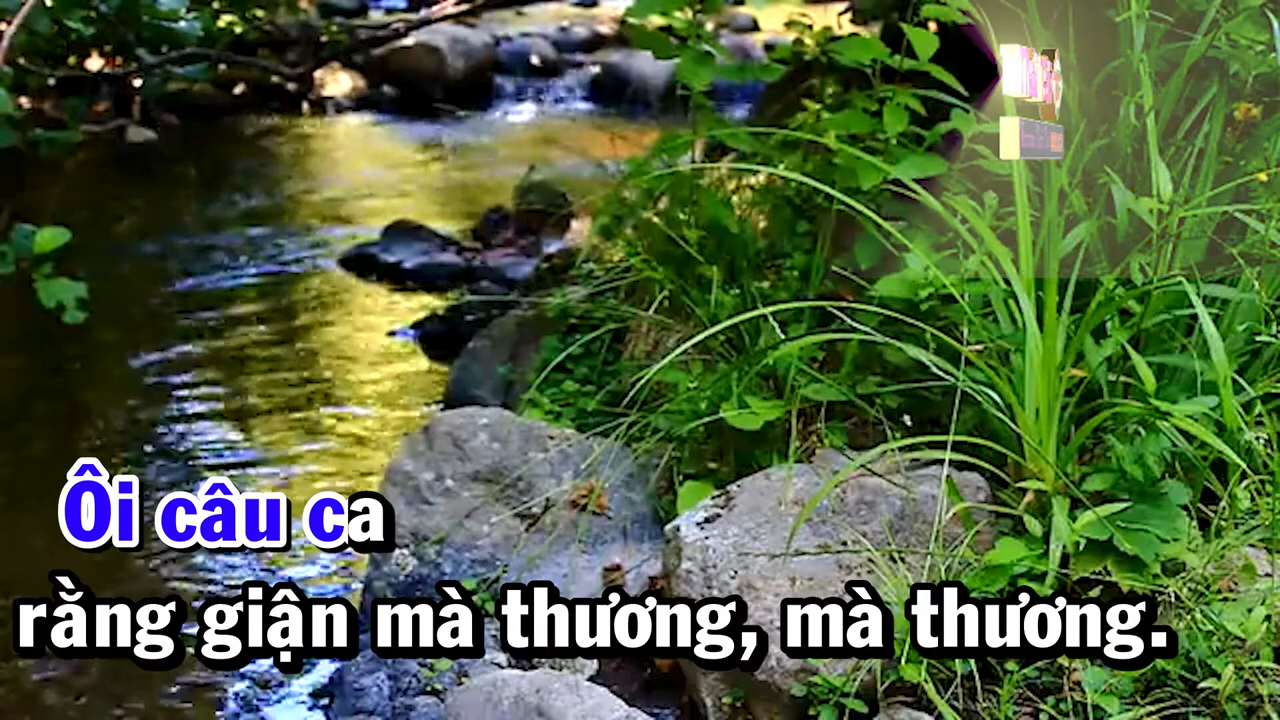 Ôi câu ca
rằng giận mà thương, mà thương.